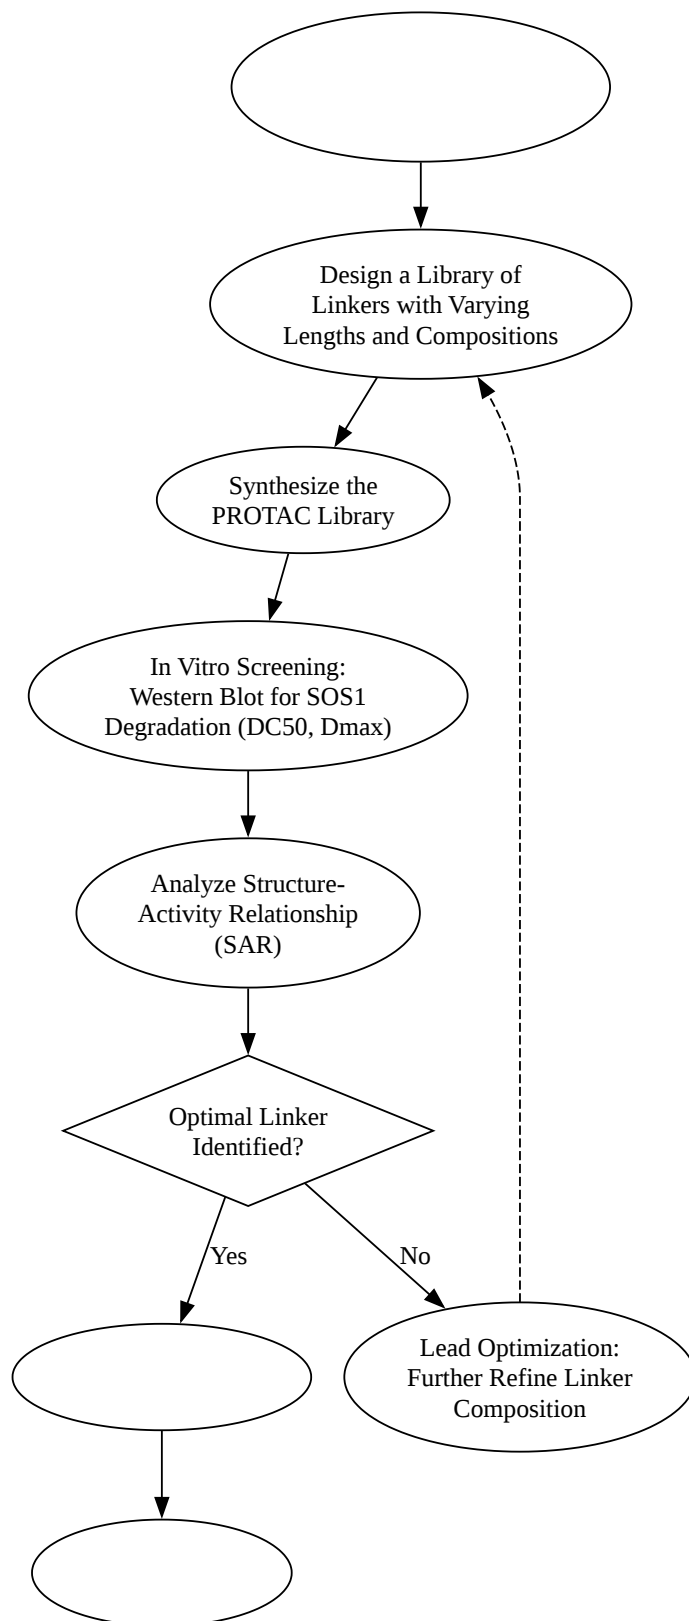 Design a Library of
Linkers with Varying
Lengths and Compositions
Synthesize the
PROTAC Library
In Vitro Screening:
Western Blot for SOS1
Degradation (DC50, Dmax)
Analyze Structure-
Activity Relationship
(SAR)
Optimal Linker
Identified?
Yes
No
Lead Optimization:
Further Refine Linker
Composition